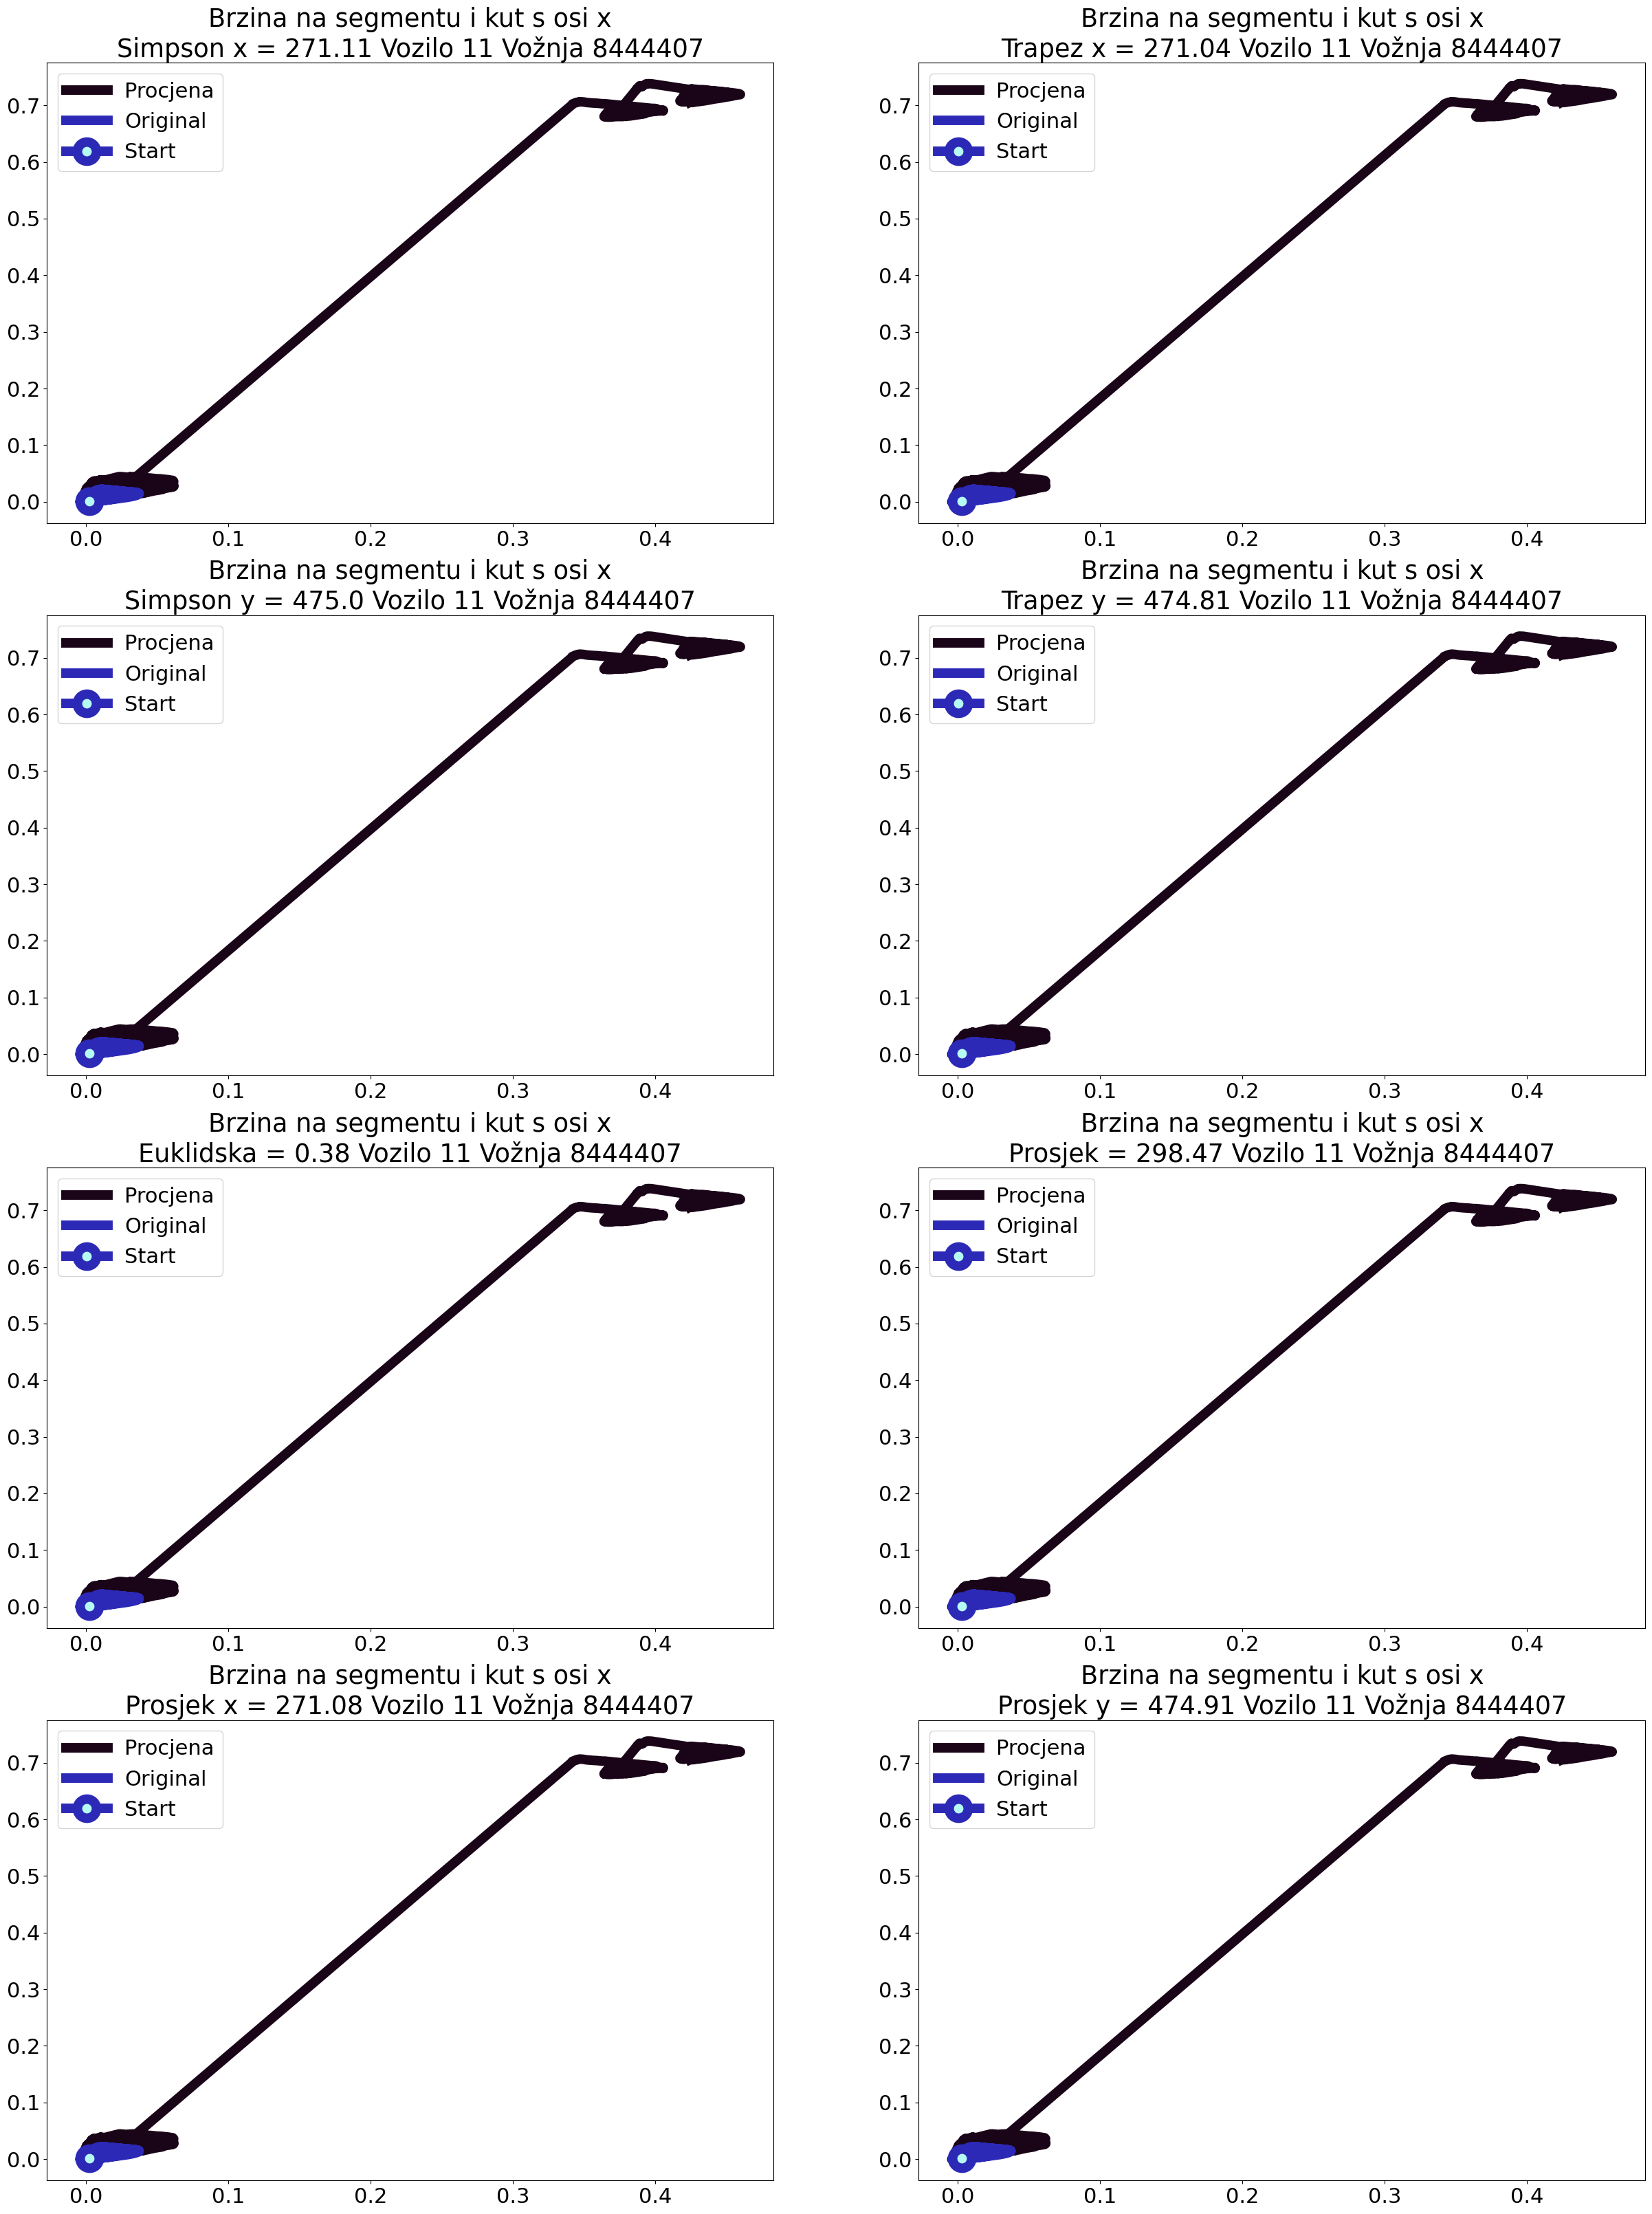 Brzina na segmentu i kut s osi x
Simpson x = 271.11 Vozilo 11 Vožnja 8444407
Procjena
Original
Start
0.7
0.6
0.5
0.4
0.3
0.2
0.1
0.0
0.0 0.1 0.2 0.3 0.4
Brzina na segmentu i kut s osi x
Trapez x = 271.04 Vozilo 11 Vožnja 8444407
Procjena
Original
Start
0.7
0.6
0.5
0.4
0.3
0.2
0.1
0.0
0.0 0.1 0.2 0.3 0.4
Brzina na segmentu i kut s osi x
Simpson y = 475.0 Vozilo 11 Vožnja 8444407
Procjena
Original
Start
0.7
0.6
0.5
0.4
0.3
0.2
0.1
0.0
0.0 0.1 0.2 0.3 0.4
Brzina na segmentu i kut s osi x
Trapez y = 474.81 Vozilo 11 Vožnja 8444407
Procjena
Original
Start
0.7
0.6
0.5
0.4
0.3
0.2
0.1
0.0
0.0 0.1 0.2 0.3 0.4
Brzina na segmentu i kut s osi x
Euklidska = 0.38 Vozilo 11 Vožnja 8444407
Procjena
Original
Start
0.7
0.6
0.5
0.4
0.3
0.2
0.1
0.0
0.0 0.1 0.2 0.3 0.4
Brzina na segmentu i kut s osi x
Prosjek = 298.47 Vozilo 11 Vožnja 8444407
Procjena
Original
Start
0.7
0.6
0.5
0.4
0.3
0.2
0.1
0.0
0.0 0.1 0.2 0.3 0.4
Brzina na segmentu i kut s osi x
Prosjek x = 271.08 Vozilo 11 Vožnja 8444407
Procjena
Original
Start
0.7
0.6
0.5
0.4
0.3
0.2
0.1
0.0
0.0 0.1 0.2 0.3 0.4
Brzina na segmentu i kut s osi x
Prosjek y = 474.91 Vozilo 11 Vožnja 8444407
Procjena
Original
Start
0.7
0.6
0.5
0.4
0.3
0.2
0.1
0.0
0.0 0.1 0.2 0.3 0.4